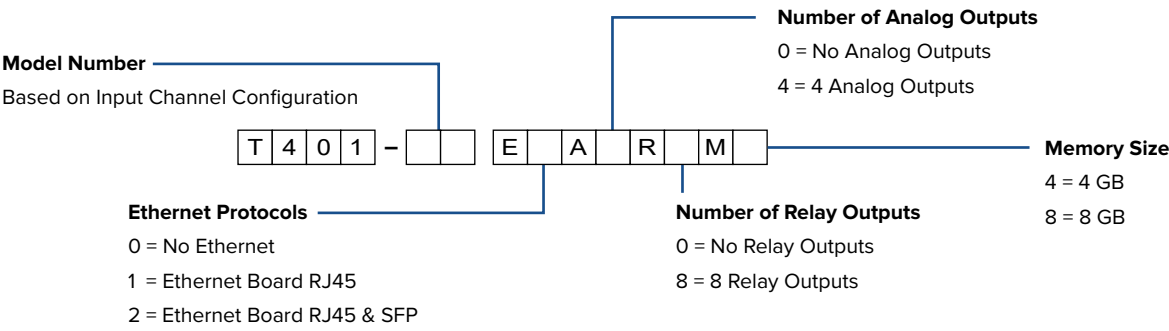 Number of Analog Outputs
0 = No Analog Outputs
4 = 4 Analog Outputs
Model Number
Based on Input Channel Configuration
T 4 0 1 – E A R M
Memory Size
4 = 4 GB
8 = 8 GB
Ethernet Protocols
0 = No Ethernet
1 = Ethernet Board RJ45
2 = Ethernet Board RJ45 & SFP
Number of Relay Outputs
0 = No Relay Outputs
8 = 8 Relay Outputs